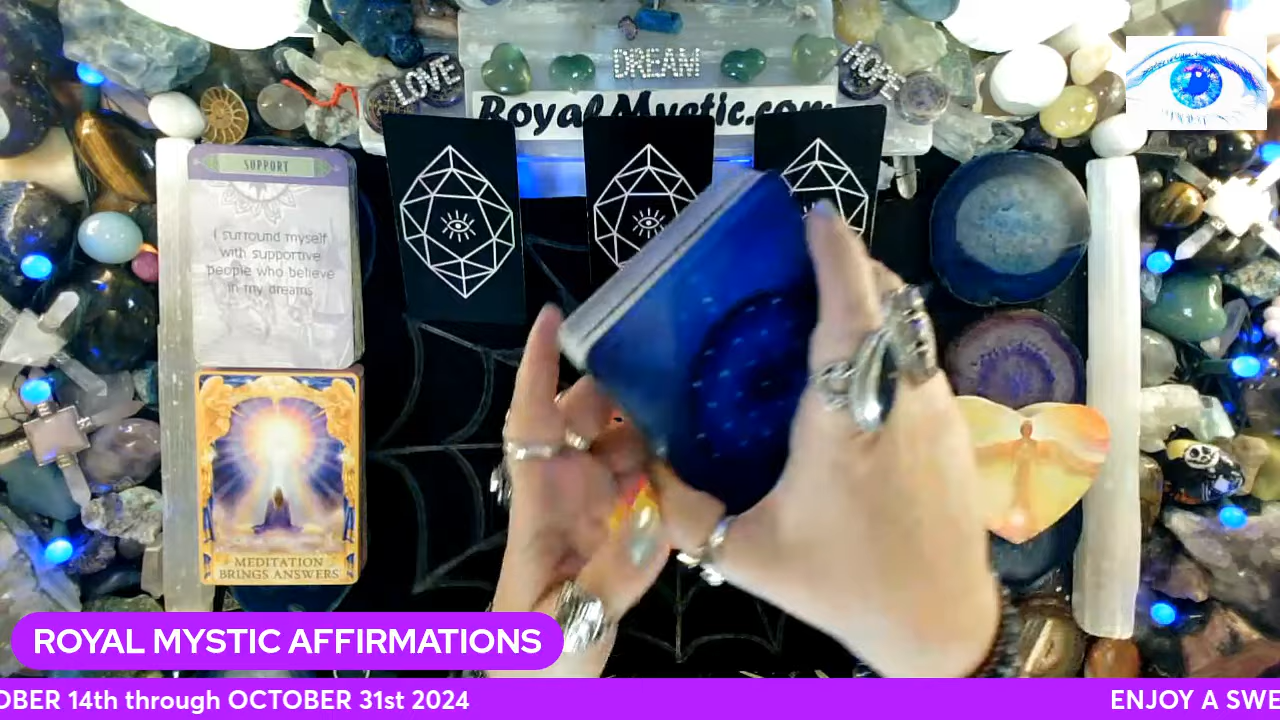 LOVE
DREAM
HOPE
RoyalMystic.com
SUPPORT
I surround myself
with supportive
people who believe
in my dreams
MEDITATION
BRINGS ANSWERS
ROYAL MYSTIC AFFIRMATIONS
OBER 14th through OCTOBER 31st 2024
ENJOY A SWE